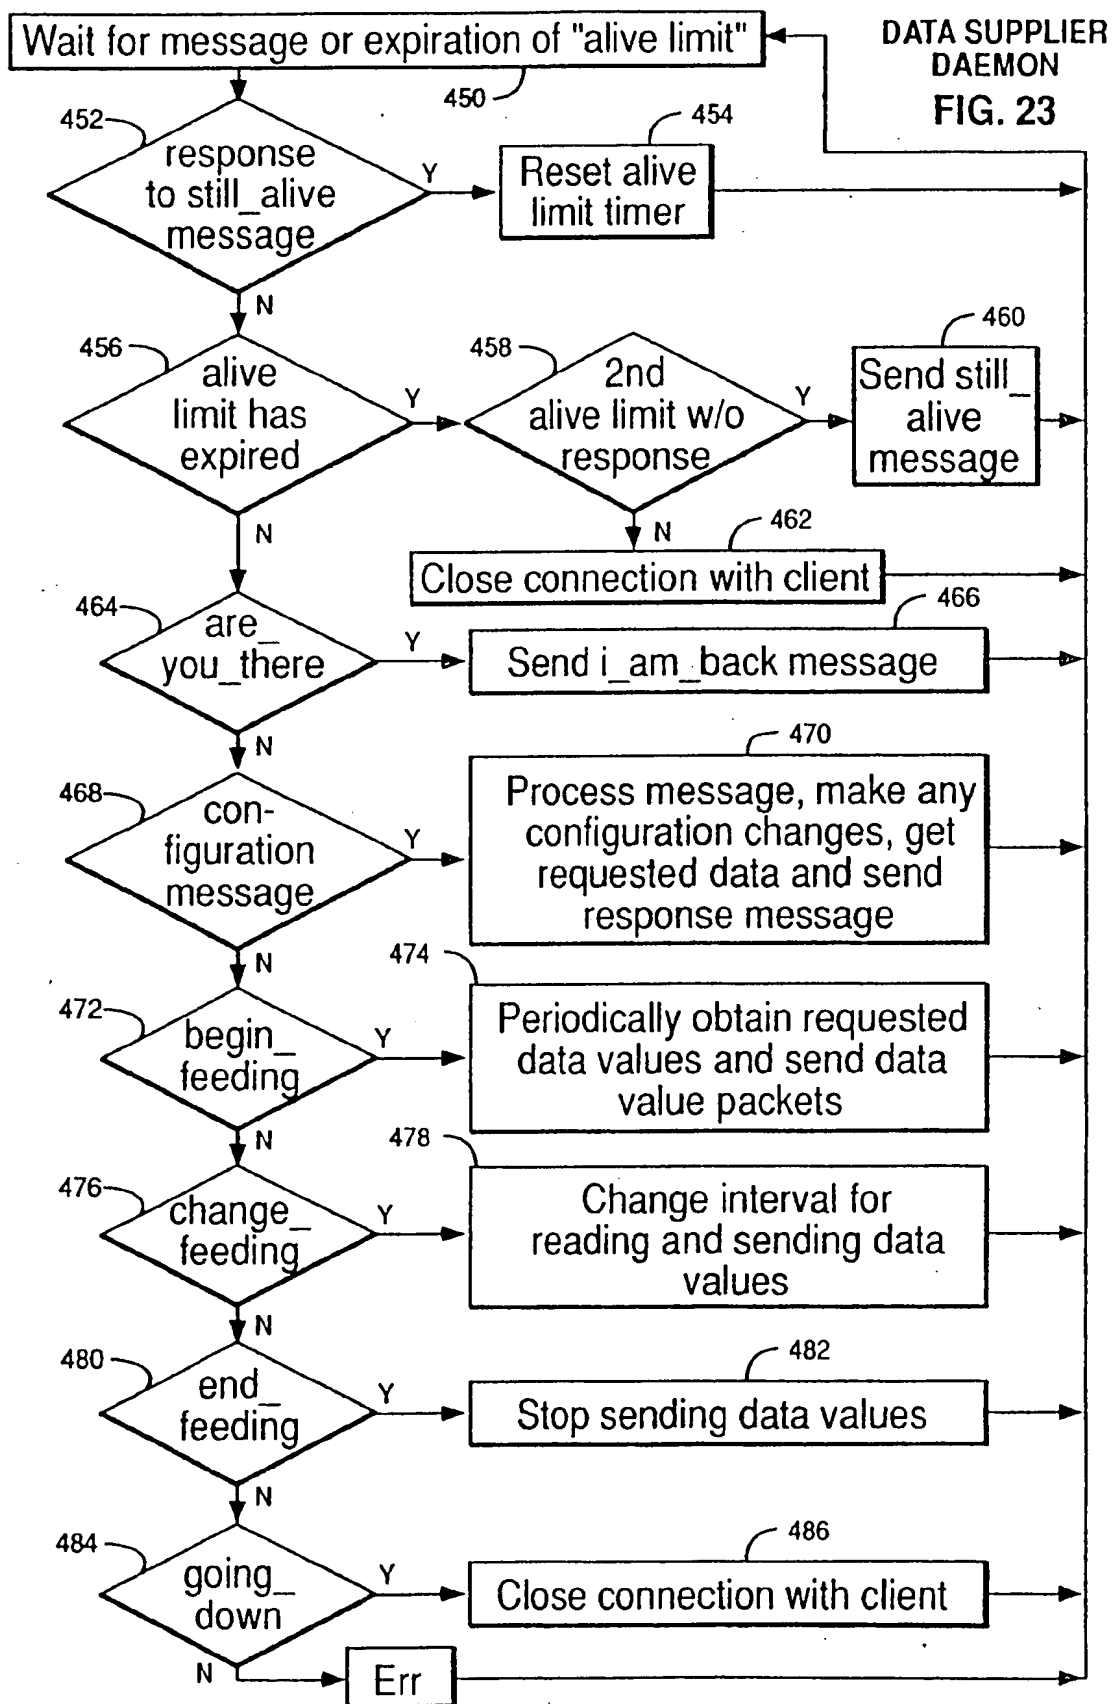 Wait for message or expiration of "alive limit"
DATA SUPPLIER
DAEMON
FIG. 23
450
452
response
to still_alive
message
Y
454
Reset alive
limit timer
N
456
alive
limit has
expired
Y
458
2nd
alive limit w/o
response
Y
460
Send still_
alive
message
N
N
462
Close connection with client
464
are_
you_there
Y
466
Send i_am_back message
N
468
con-
figuration
message
Y
470
Process message, make any
configuration changes, get
requested data and send
response message
N
472
begin_
feeding
Y
474
Periodically obtain requested
data values and send data
value packets
N
476
change_
feeding
Y
478
Change interval for
reading and sending data
values
N
480
end_
feeding
Y
482
Stop sending data values
N
484
going_
down
Y
486
Close connection with client
N
Err